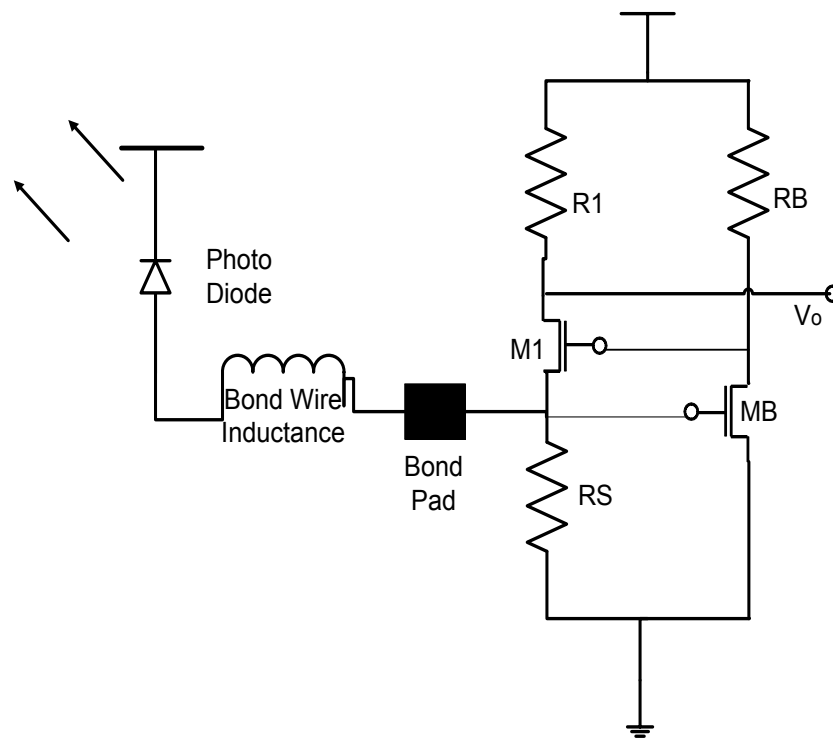 R1
RB
Photo
Diode
Vo
M1
Bond Wire
Inductance
MB
Bond
Pad
RS